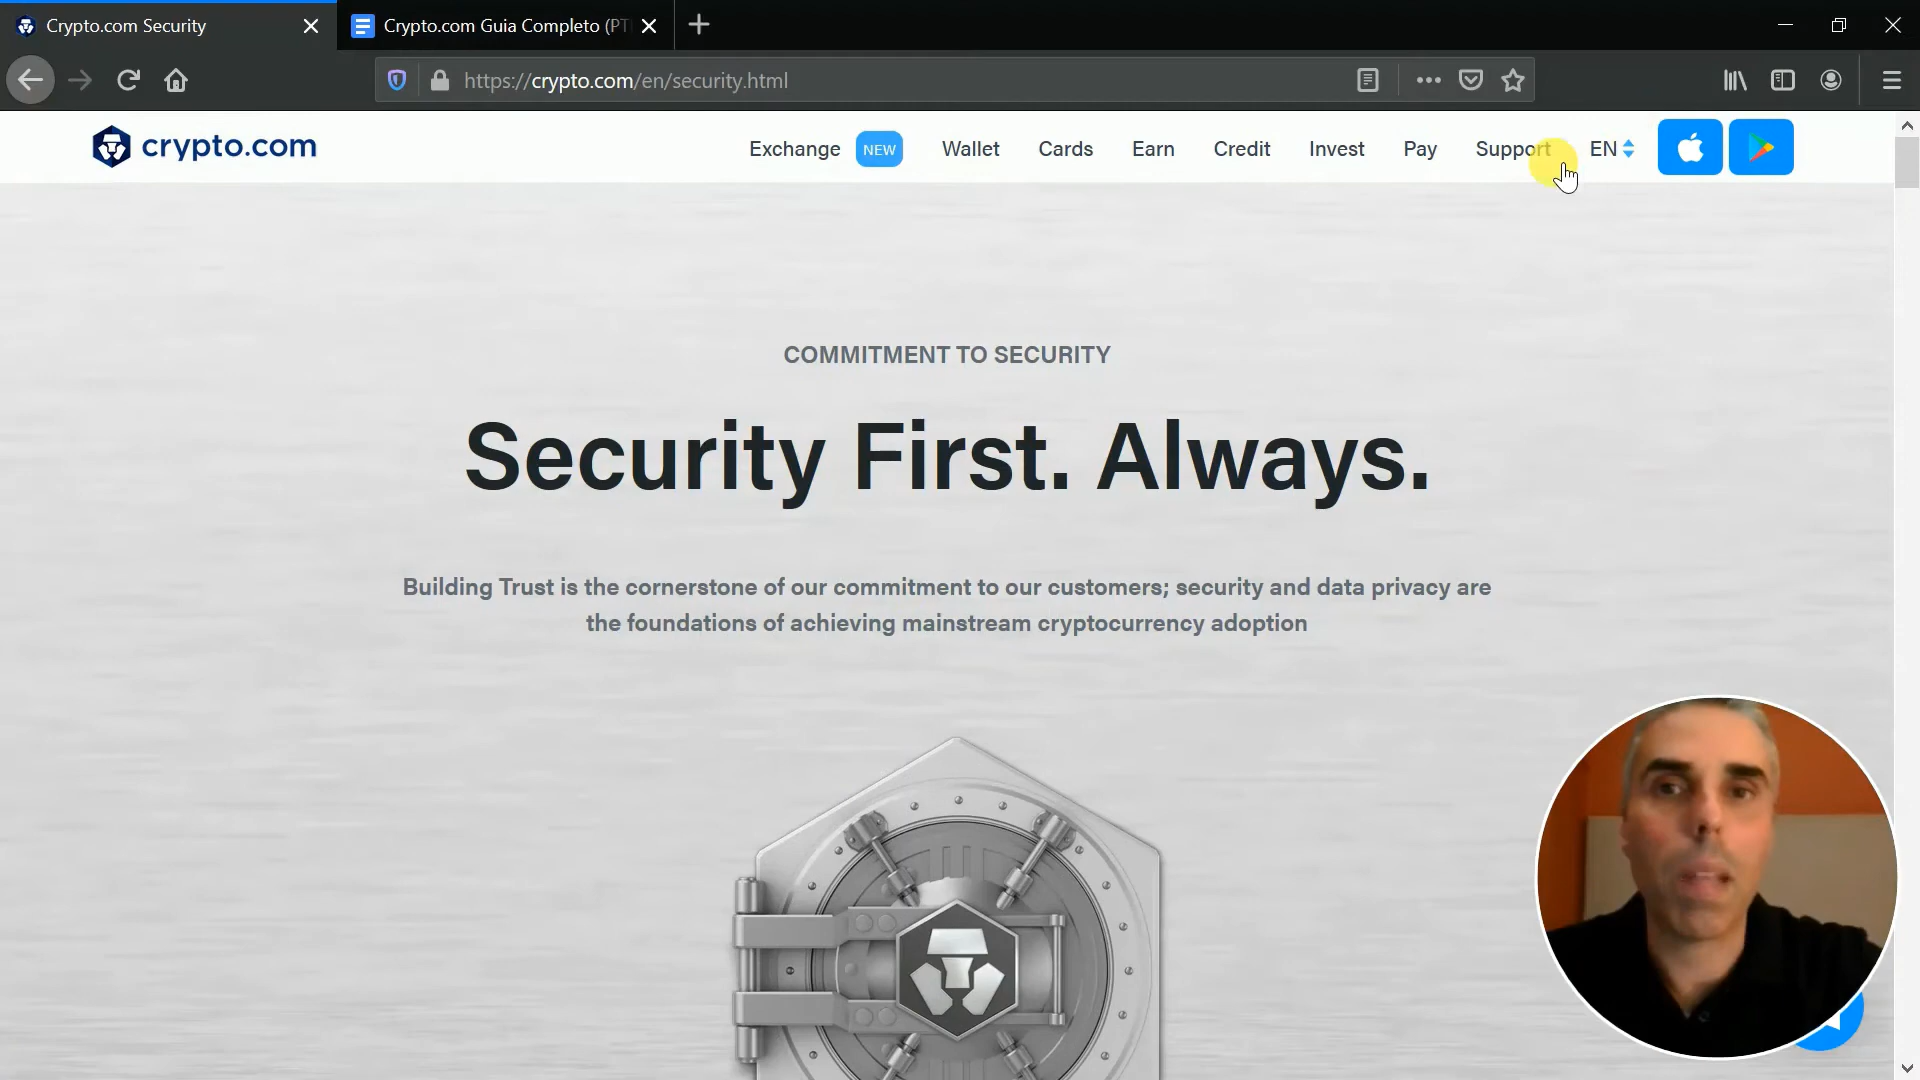 Crypto.com Security
Crypto.com Guia Completo (PT
https://crypto.com/en/security.html
crypto.com
Exchange NEW Wallet Cards Earn Credit Invest Pay Support EN
COMMITMENT TO SECURITY
Security First. Always.
Building Trust is the cornerstone of our commitment to our customers; security and data privacy are
the foundations of achieving mainstream cryptocurrency adoption